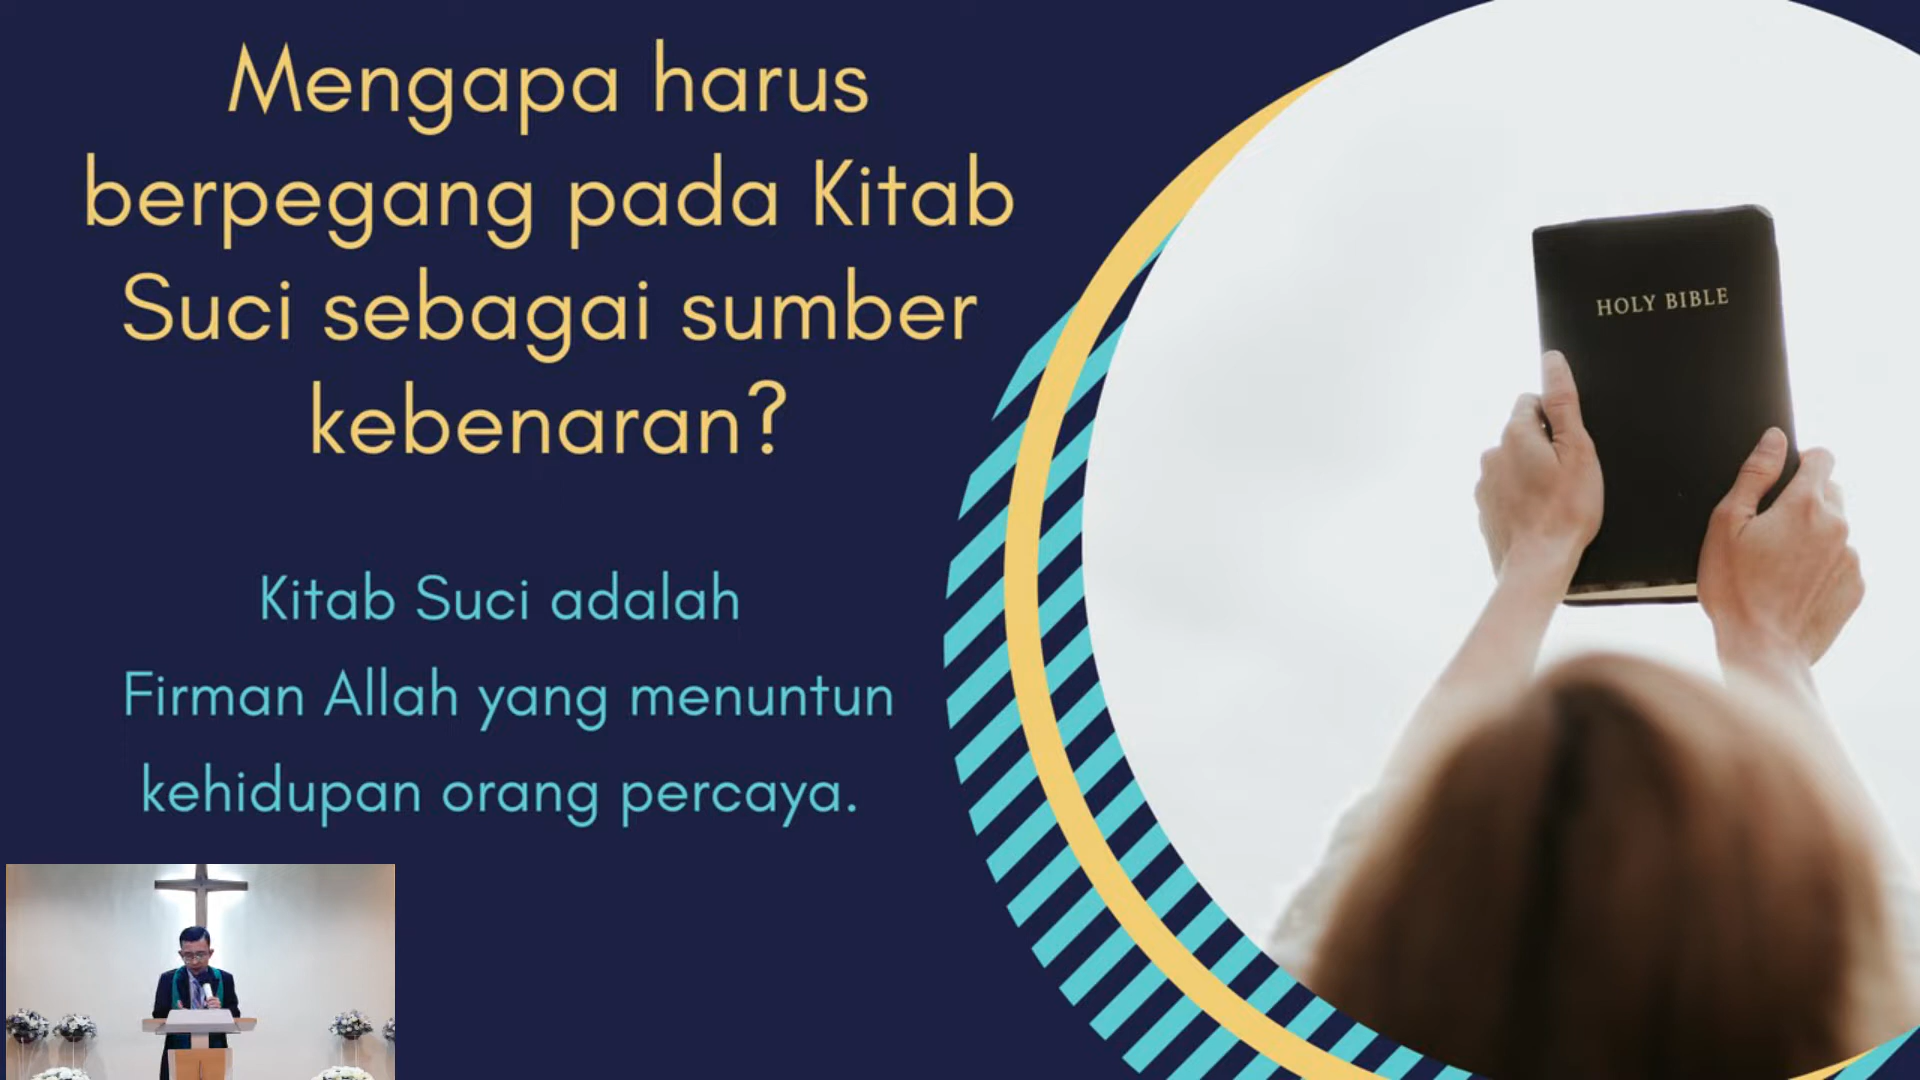 Mengapa harus
berpegang pada Kitab
Suci sebagai sumber
kebenaran?
Kitab Suci adalah
Firman Allah yang menuntun
kehidupan orang percaya.
HOLY BIBLE